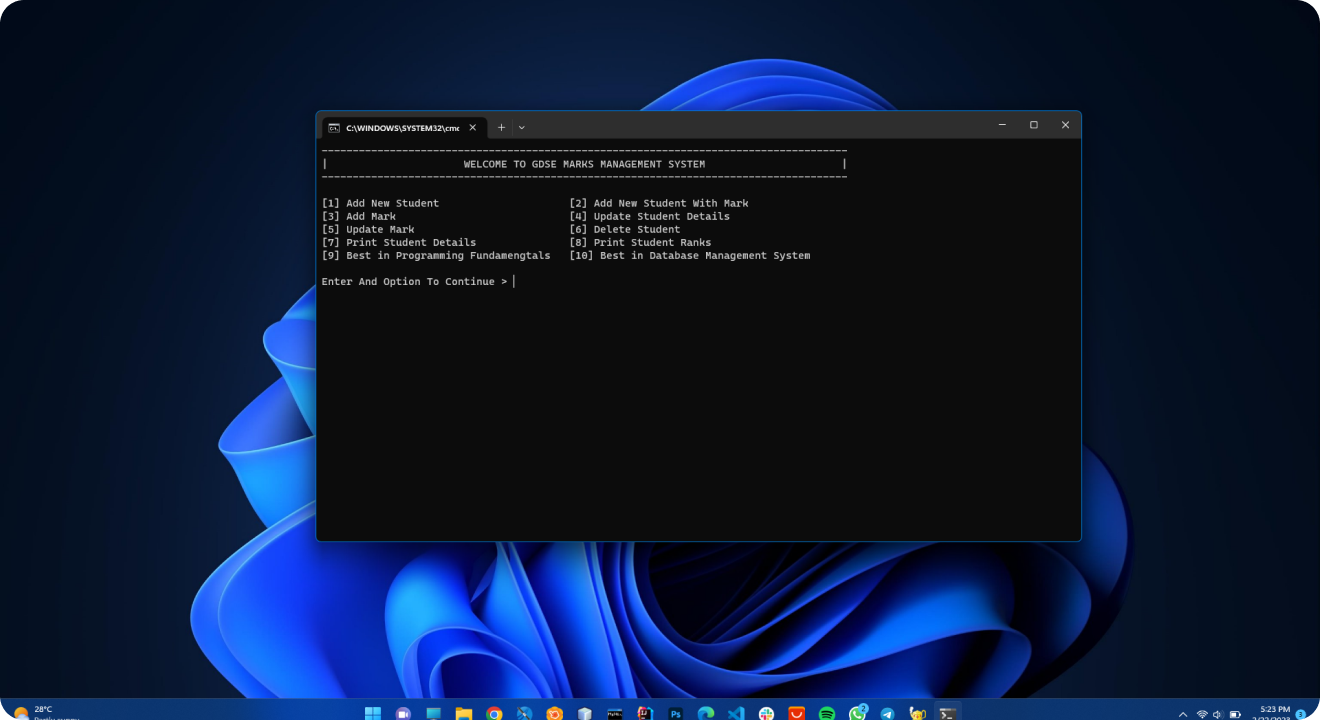 C:\WINDOWS\SYSTEM32\cmd
WELCOME TO GDSE MARKS MANAGEMENT SYSTEM
[1] Add New Student [2] Add New Student With Mark
[3] Add Mark [4] Update Student Details
[5] Update Mark [6] Delete Student
[7] Print Student Details [8] Print Student Ranks
[9] Best in Programming Fundamengtals [10] Best in Database Management System
Enter And Option To Continue >
28°C
Ps
2
5:23 PM
3